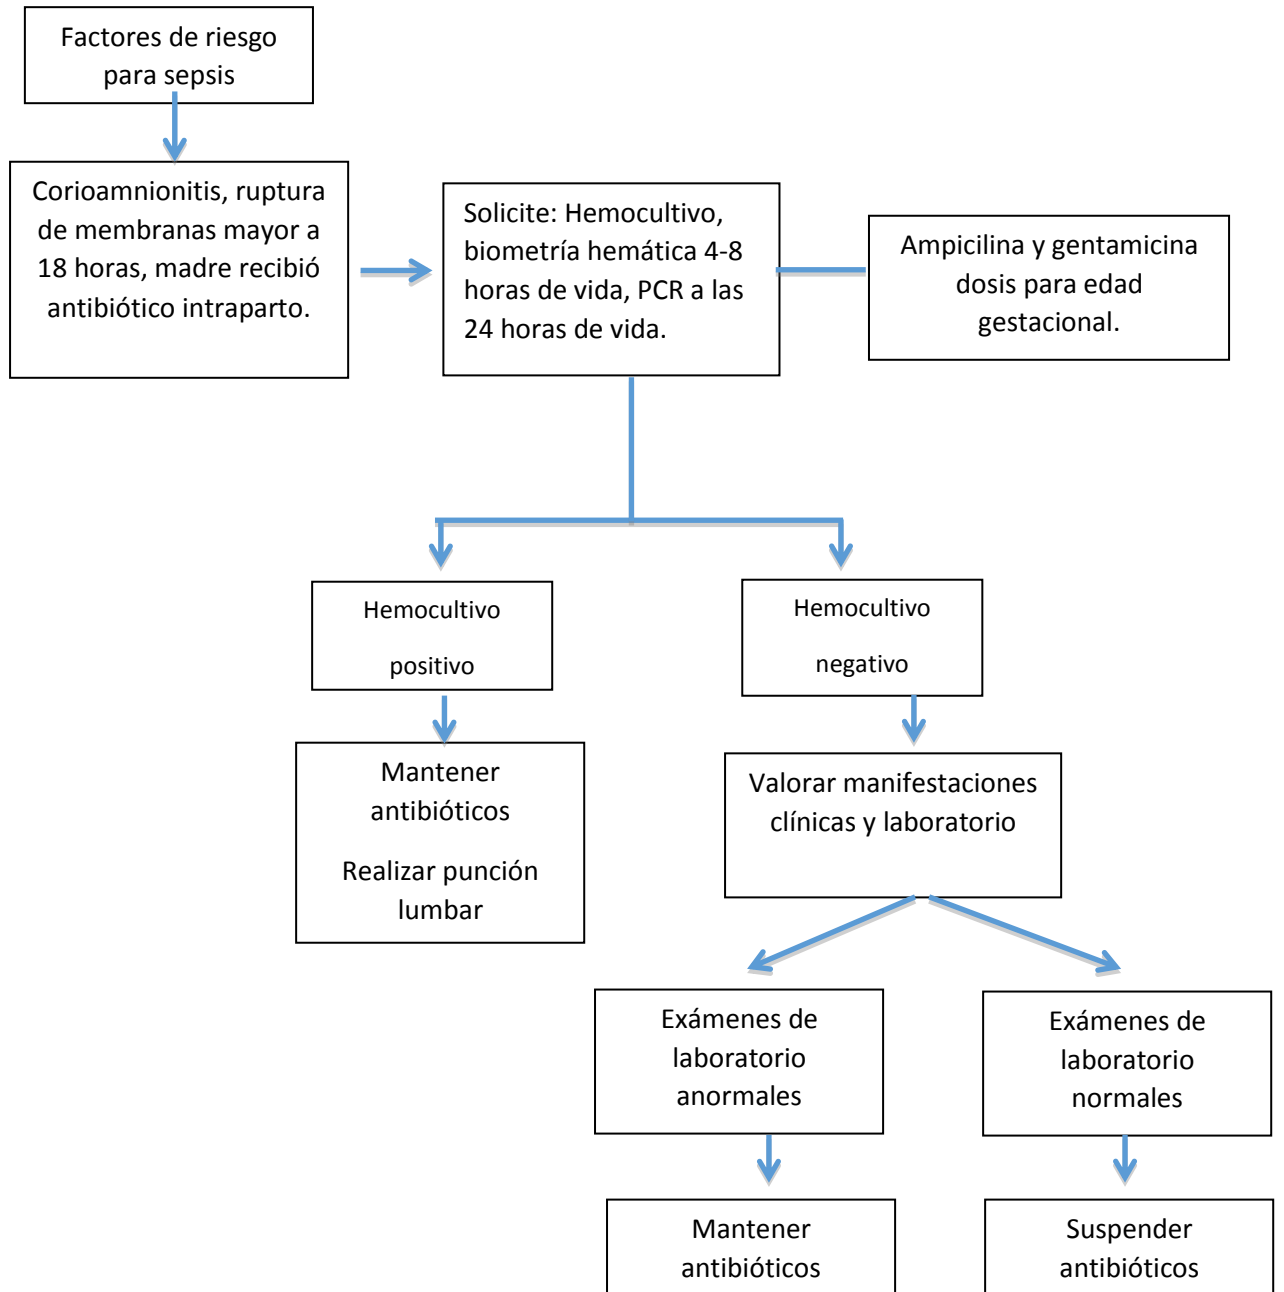 Factores de riesgo
para sepsis
Corioamnionitis, ruptura
de membranas mayor a
18 horas, madre recibió
antibiótico intraparto.
Solicite: Hemocultivo,
biometría hemática 4-8
horas de vida, PCR a las
24 horas de vida.
Ampicilina y gentamicina
dosis para edad
gestacional.
Hemocultivo
positivo
Hemocultivo
negativo
Mantener
antibióticos
Realizar punción
lumbar
Valorar manifestaciones
clínicas y laboratorio
Exámenes de
laboratorio
anormales
Exámenes de
laboratorio
normales
Mantener
antibióticos
Suspender
antibióticos